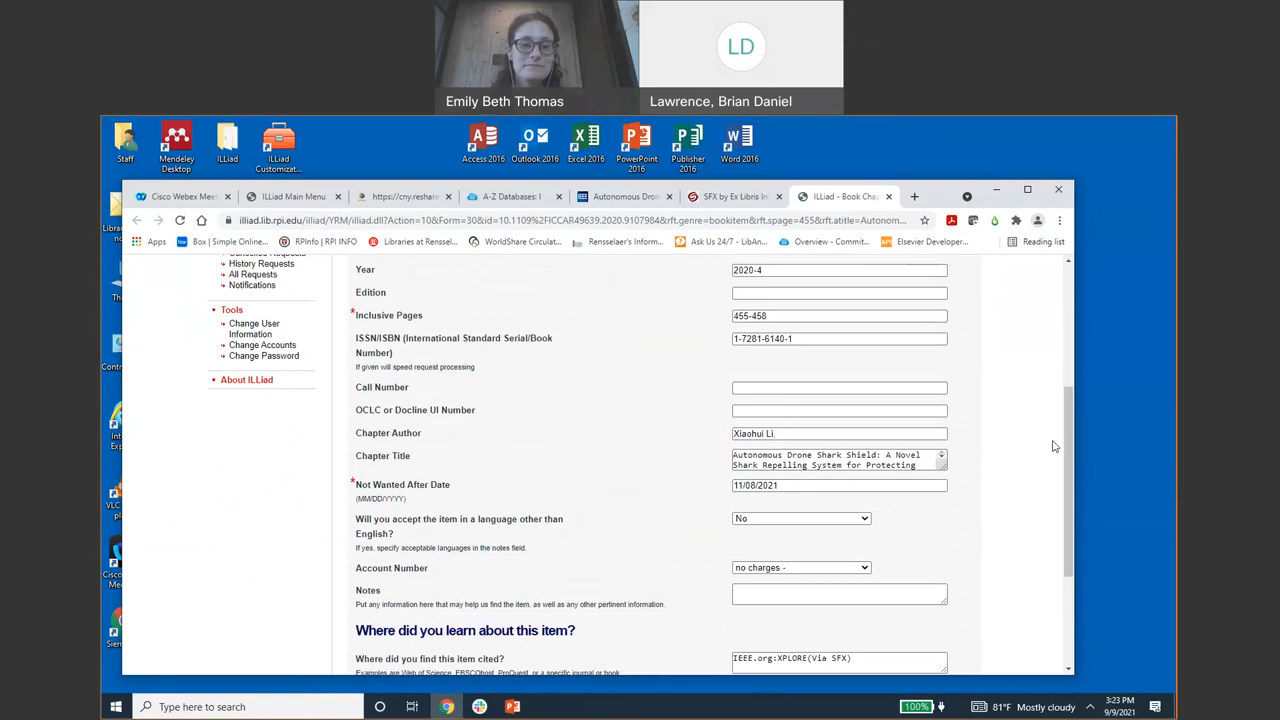 LD
Emily Beth Thomas
Lawrence, Brian Daniel
Staff
Mendeley Desktop
ILLiad
ILLiad Customizat...
Access 2016
Outlook 2016
Excel 2016
PowerPoint 2016
Publisher 2016
Word 2016
Cisco Webex Mee
ILLiad Main Menu
https://cny.reshare
A-Z Databases: l
Autonomous Dro
SFX by Ex Libris In
ILLiad - Book Cha
illiad.lib.rpi.edu/illiad/YRM/illiad.dll?Action=10&Form=30&id=10.1109%2FICCAR49639.2020.9107984&rft.genre=bookitem&rft.spage=455&rft.atitle=Autonom...
Apps
Box | Simple Online...
RPInfo | RPI INFO
Libraries at Renssel...
WorldShare Circulat...
Rensselaer's Inform...
Ask Us 24/7 - LibAn...
Overview - Commit...
Elsevier Developer...
Reading list
History Requests
All Requests
Notifications
Tools
Change User
Information
Change Accounts
Change Password
About ILLiad
Year
2020-4
Edition
*Inclusive Pages
455-458
ISSN/ISBN (International Standard Serial/Book
Number)
1-7281-6140-1
If given will speed request processing
Call Number
OCLC or Docline UI Number
Chapter Author
Xiaohui Li,
Chapter Title
Autonomous Drone Shark Shield: A Novel
Shark Repelling System for Protecting
*Not Wanted After Date
11/08/2021
(MM/DD/YYYY)
Will you accept the item in a language other than
English?
No
If yes, specify acceptable languages in the notes field.
Account Number
no charges -
Notes
Put any information here that may help us find the item, as well as any other pertinent information.
Where did you learn about this item?
Where did you find this item cited?
IEEE.org:XPLORE(Via SFX)
Examples are Web of Science, EBSCOhost, ProQuest, or a specific journal or book.
Type here to search
100%
81°F Mostly cloudy
3:23 PM
9/9/2021